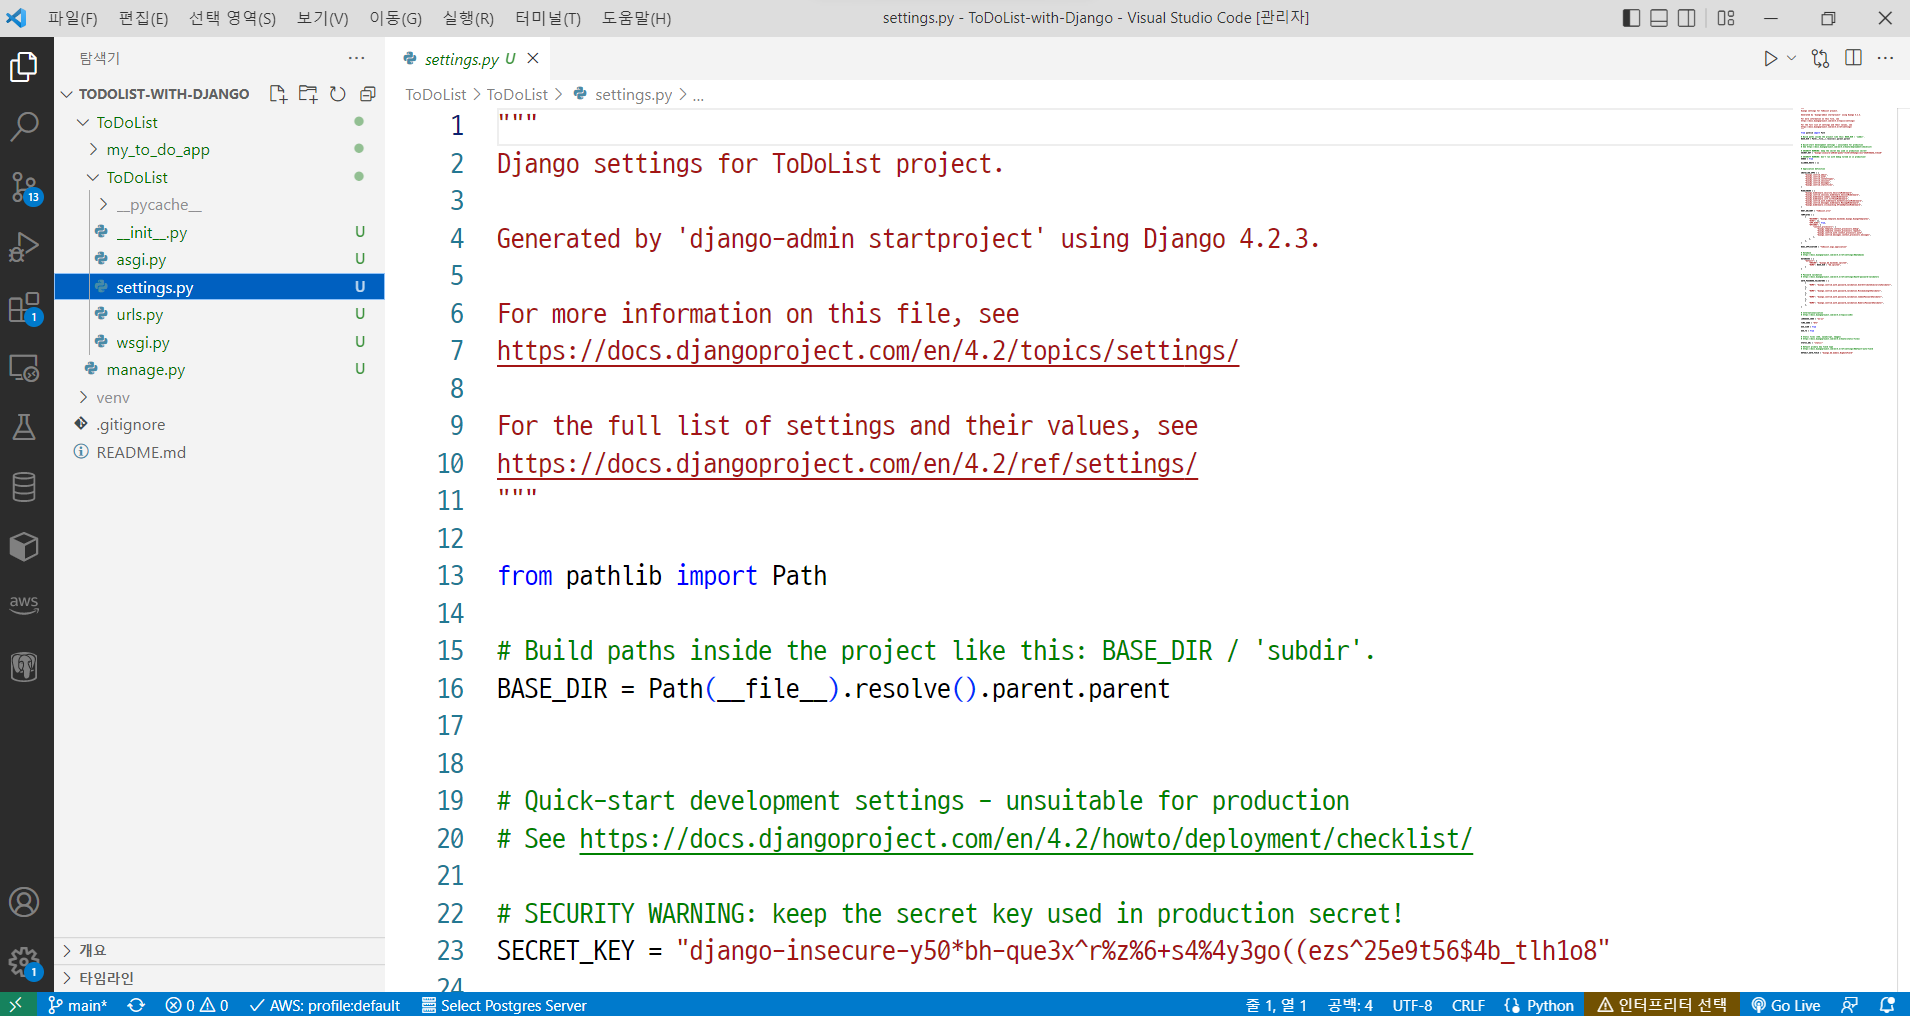 파일(F) 편집(E) 선택 영역(S) 보기(V) 이동(G) 실행(R) 터미널(T) 도움말(H) settings.py - ToDoList-with-Django - Visual Studio Code [관리자]
탐색기 ...
settings.py U
TODOLIST-WITH-DJANGO
ToDoList > ToDoList > settings.py > ...
ToDoList
my_to_do_app
ToDoList
__pycache__
__init__.py U
asgi.py U
settings.py U
urls.py U
wsgi.py U
manage.py U
venv
.gitignore
README.md
개요
타임라인
13
1
aws
1
1 """
2 Django settings for ToDoList project.
3
4 Generated by 'django-admin startproject' using Django 4.2.3.
5
6 For more information on this file, see
7 https://docs.djangoproject.com/en/4.2/topics/settings/
8
9 For the full list of settings and their values, see
10 https://docs.djangoproject.com/en/4.2/ref/settings/
11 """
12
13 from pathlib import Path
14
15 # Build paths inside the project like this: BASE_DIR / 'subdir'.
16 BASE_DIR = Path(__file__).resolve().parent.parent
17
18
19 # Quick-start development settings - unsuitable for production
20 # See https://docs.djangoproject.com/en/4.2/howto/deployment/checklist/
21
22 # SECURITY WARNING: keep the secret key used in production secret!
23 SECRET_KEY = "django-insecure-y50*bh-que3x^r%z%6+s4%4y3go((ezs^25e9t56$4b_tlh1o8"
24
main* 0 0 AWS: profile:default Select Postgres Server 줄 1, 열 1 공백: 4 UTF-8 CRLF Python 인터프리터 선택 Go Live